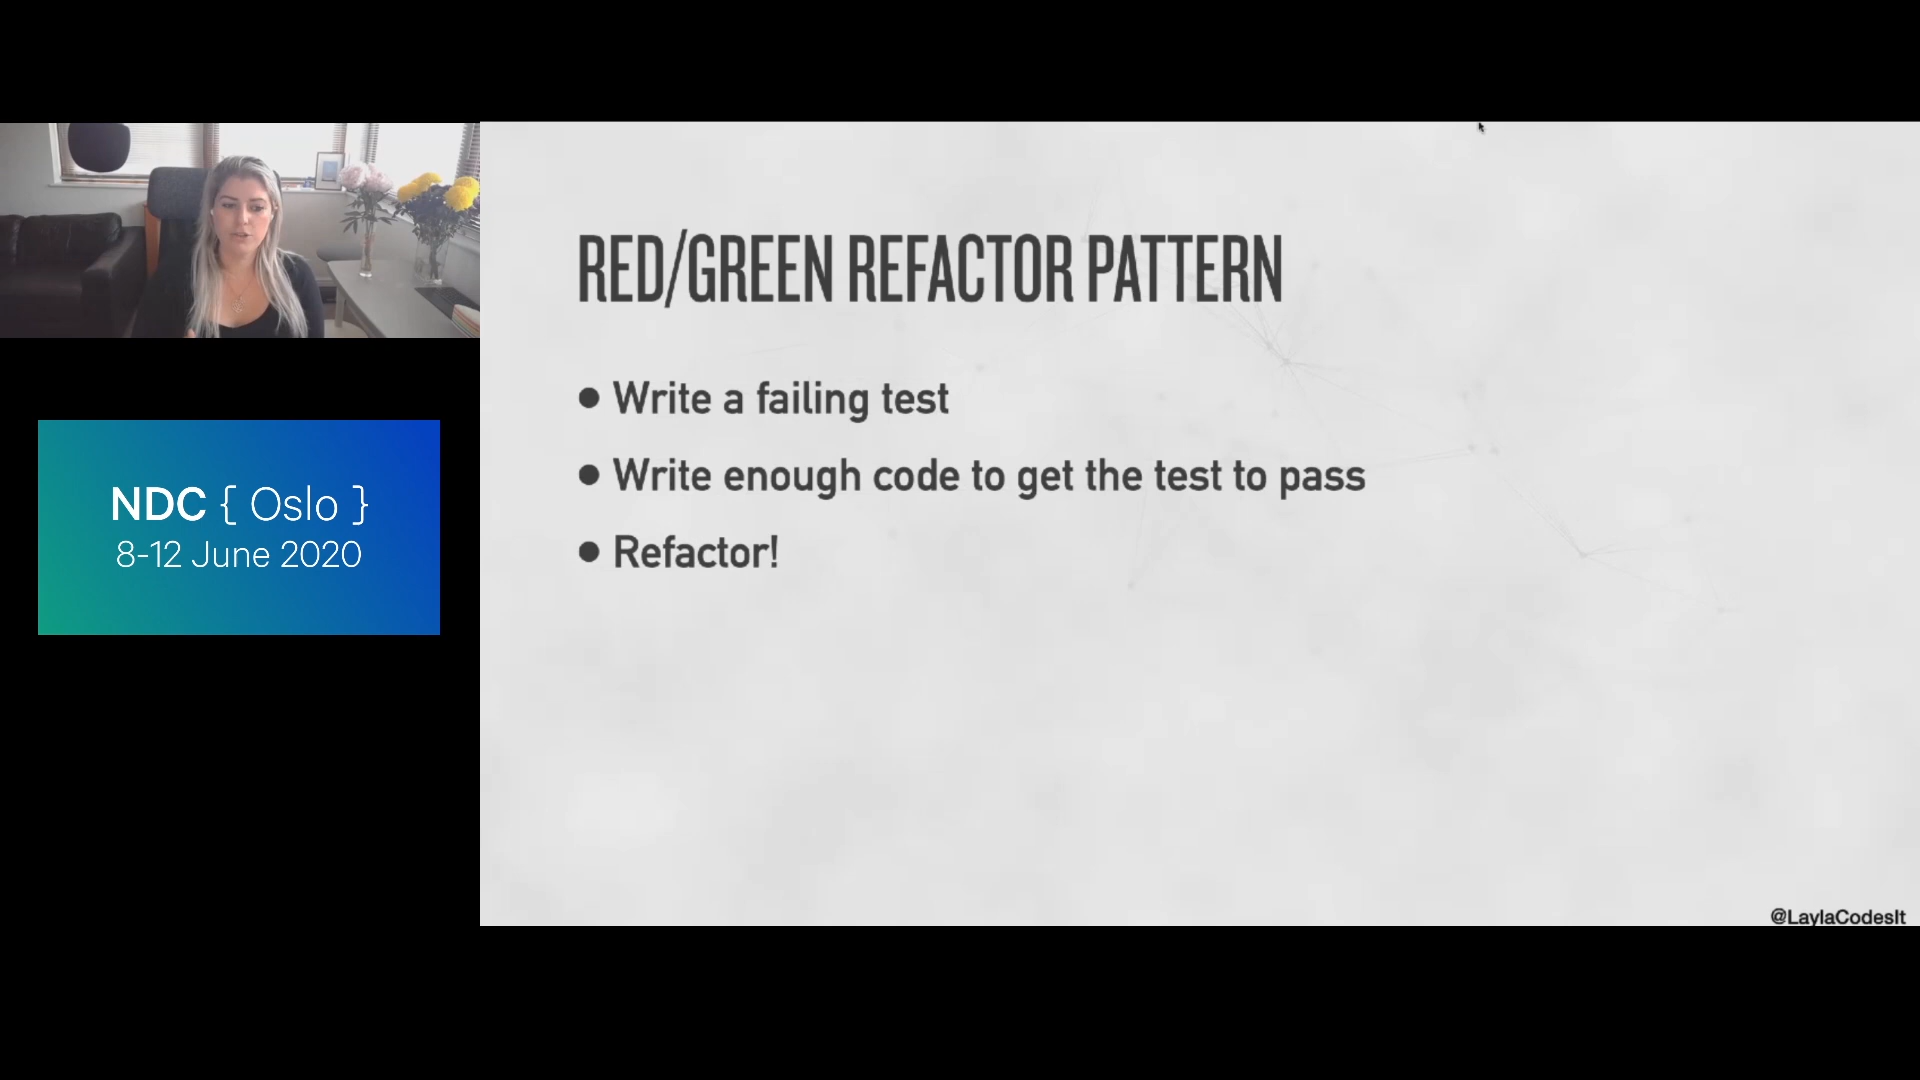 RED/GREEN REFACTOR PATTERN
● Write a failing test
● Write enough code to get the test to pass
● Refactor!
NDC { Oslo }
8-12 June 2020
@LaylaCodesIt